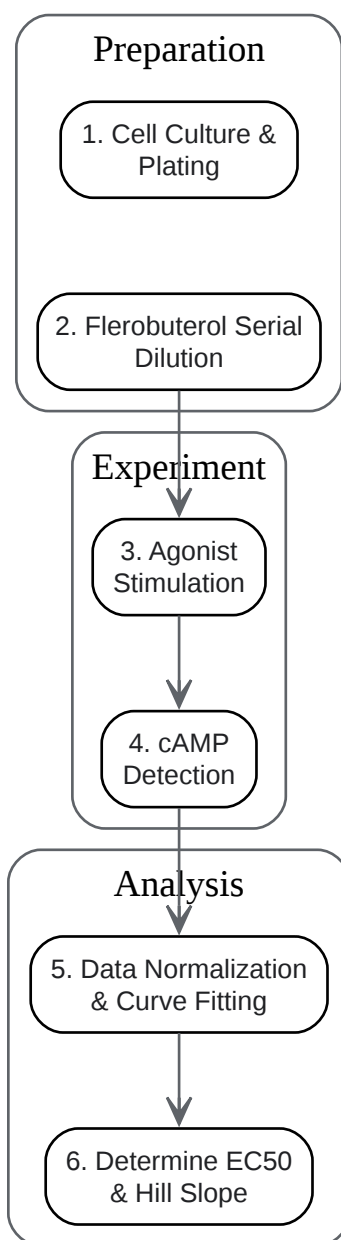 Preparation
1. Cell Culture &
Plating
2. Flerobuterol Serial
Dilution
Experiment
3. Agonist
Stimulation
4. cAMP
Detection
Analysis
5. Data Normalization
& Curve Fitting
6. Determine EC50
& Hill Slope